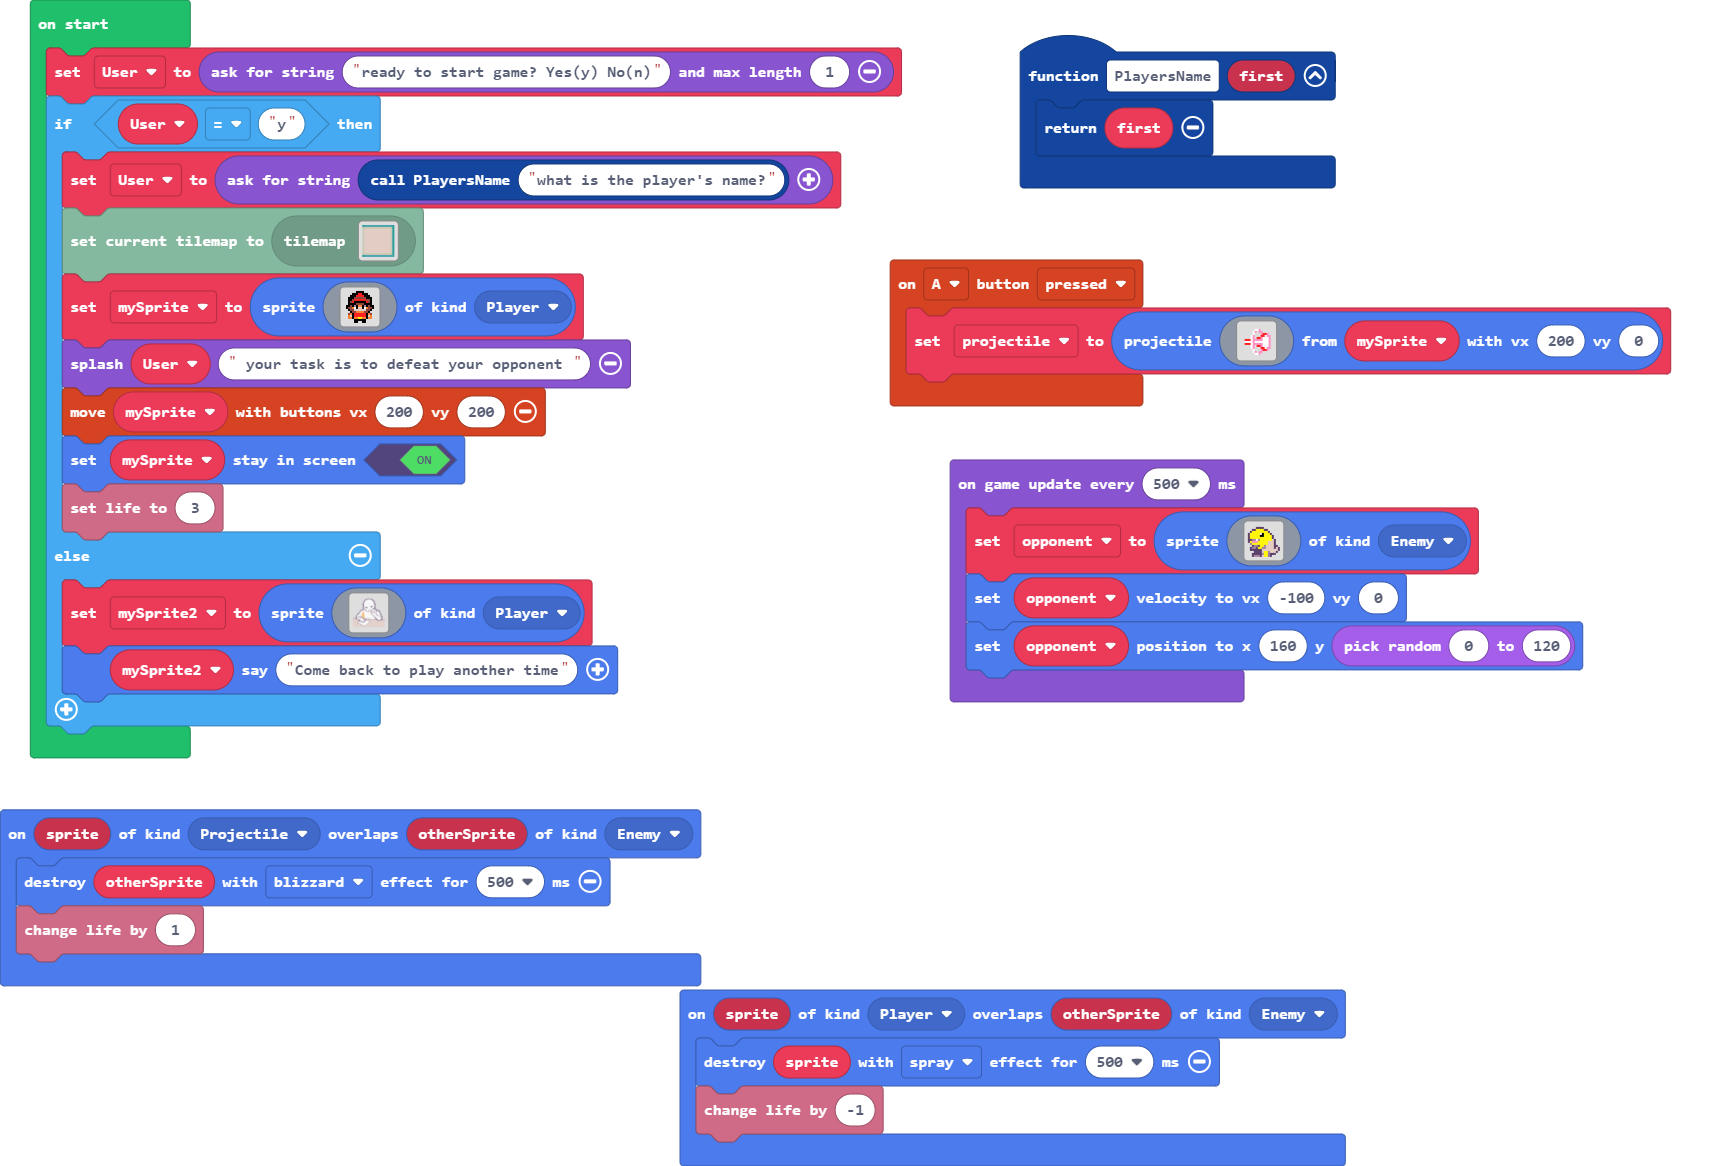 on start
set User to ask for string "ready to start game? Yes(y) No(n)" and max length 1
if User = "y" then
set User to ask for string call PlayersName "what is the player's name?"
set current tilemap to tilemap
set mySprite to sprite of kind Player
splash User " your task is to defeat your opponent "
move mySprite with buttons vx 200 vy 200
set mySprite stay in screen ON
set life to 3
else
set mySprite2 to sprite of kind Player
mySprite2 say "Come back to play another time"
function PlayersName first
return first
on A button pressed
set projectile to projectile from mySprite with vx 200 vy 0
on game update every 500 ms
set opponent to sprite of kind Enemy
set opponent velocity to vx -100 vy 0
set opponent position to x 160 y pick random 0 to 120
on sprite of kind Projectile overlaps otherSprite of kind Enemy
destroy otherSprite with blizzard effect for 500 ms
change life by 1
on sprite of kind Player overlaps otherSprite of kind Enemy
destroy sprite with spray effect for 500 ms
change life by -1